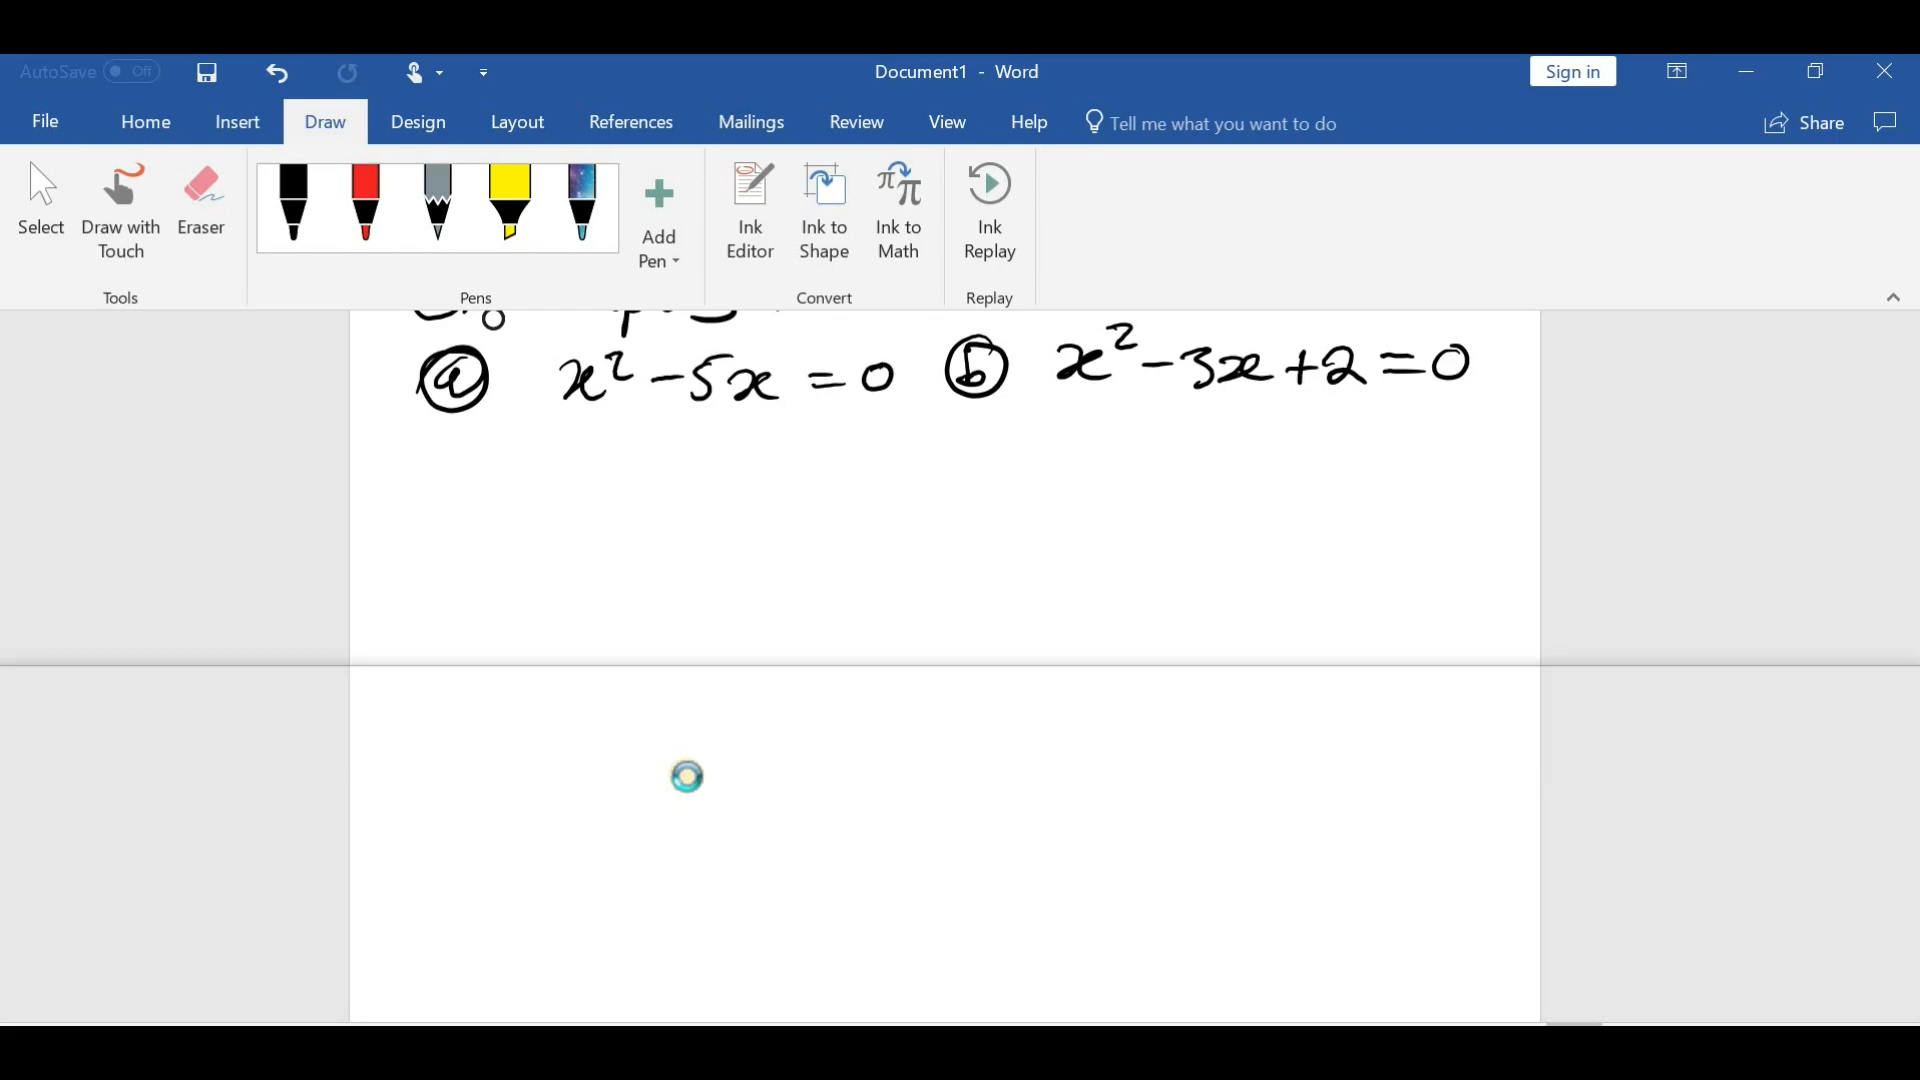 AutoSave Off Document1 - Word Sign in
File Home Insert Draw Design Layout References Mailings Review View Help Tell me what you want to do Share
Select Draw with Touch Eraser Add Pen Ink Editor Ink to Shape Ink to Math Ink Replay
Tools Pens Convert Replay
(a) x² - 5x = 0 (b) x² - 3x + 2 = 0